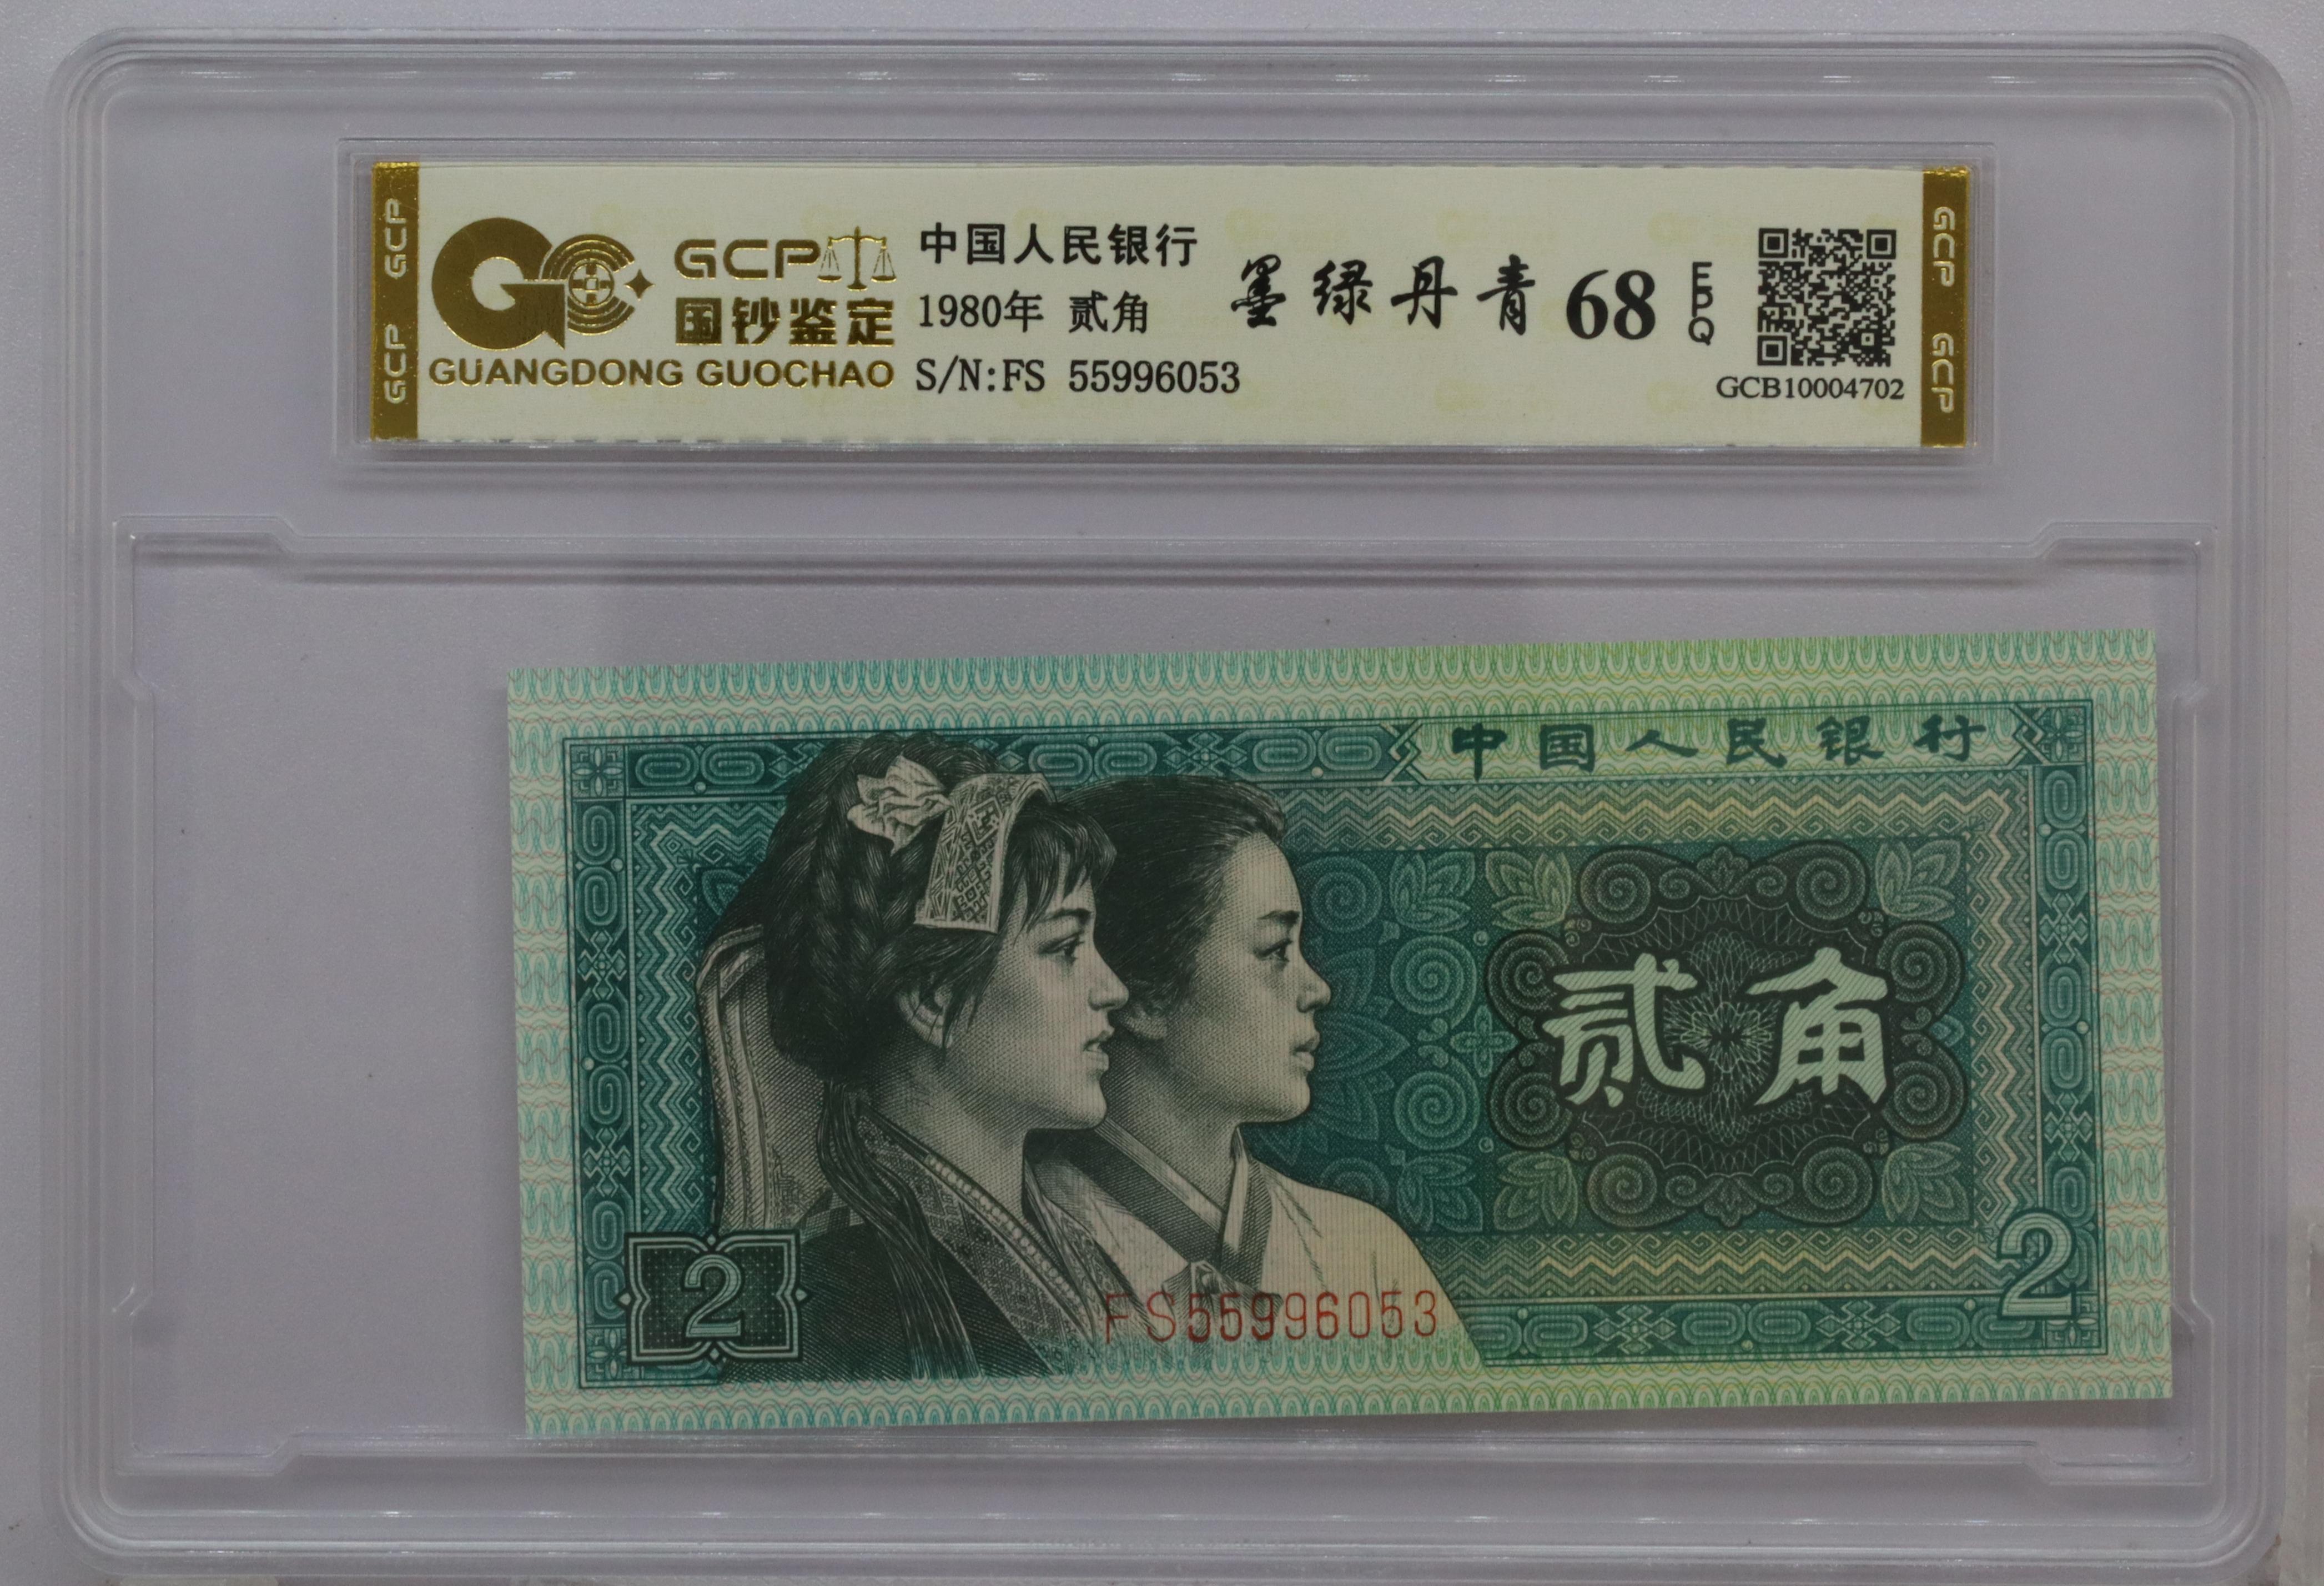 GCP GCP
GCP
国钞鉴定
GUANGDONG GUOCHAO
中国人民银行
1980年 贰角
S/N:FS 55996053
墨绿丹青 68 EPQ
GCB10004702
GCP GCP
中国人民银行
贰角
2
FS55996053
2